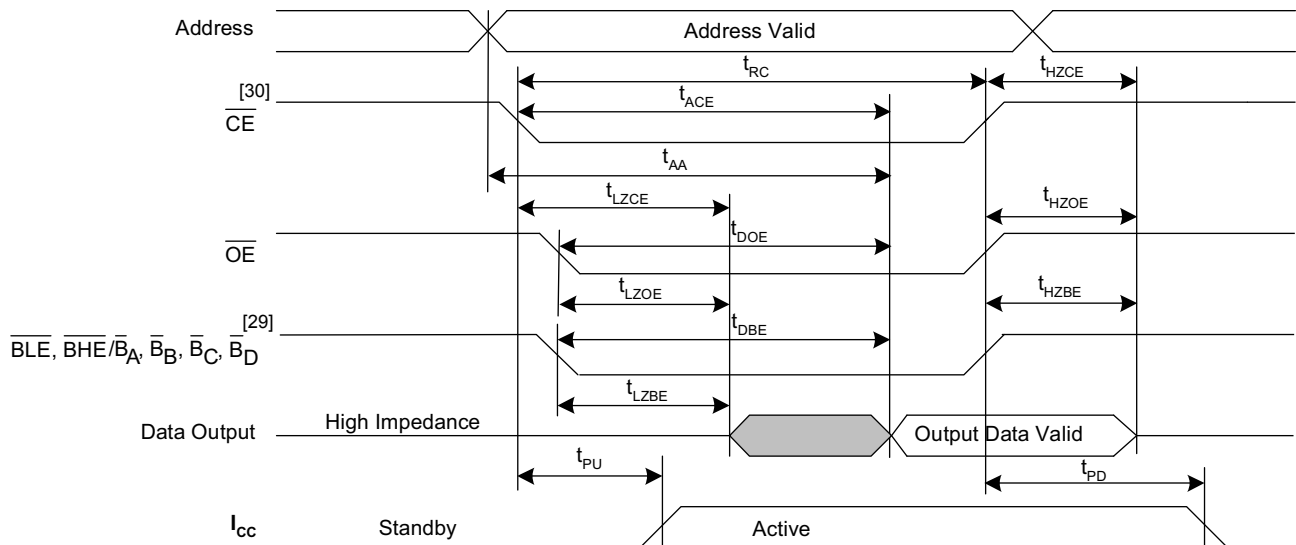 Address Address Valid
tRC tHZCE
[30]
CE tACE
tAA
tLZCE tHZOE
OE tDOE
tLZOE tHZBE
[29]
BLE, BHE/BA, BB, BC, BD tDBE
tLZBE
Data Output High Impedance Output Data Valid
tPU tPD
ICC Standby Active